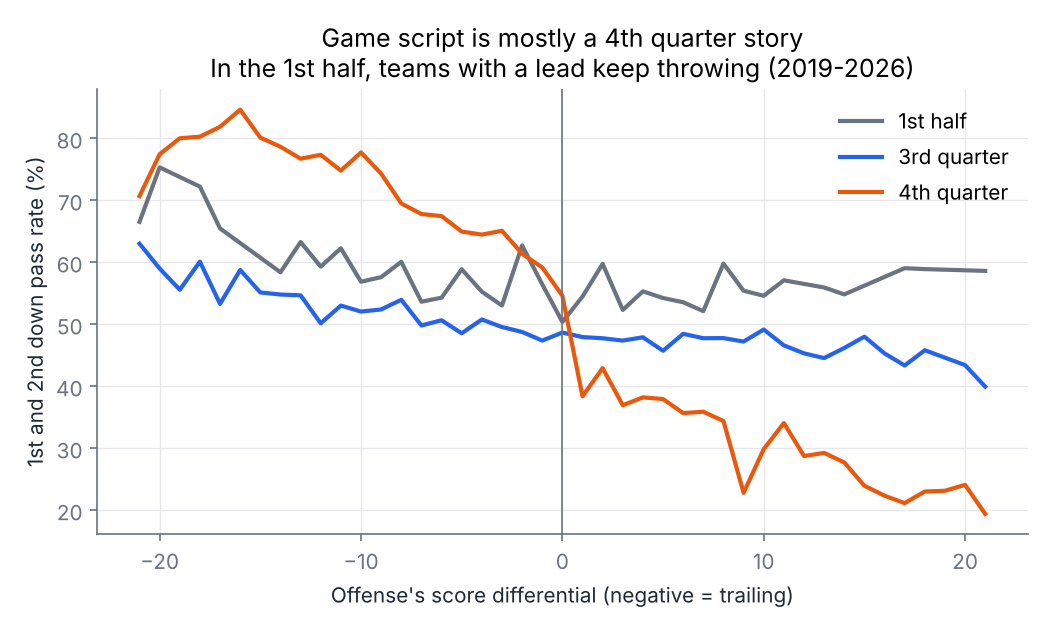 Game script is mostly a 4th quarter story
In the 1st half, teams with a lead keep throwing (2019-2026)
1st half
3rd quarter
4th quarter
1st and 2nd down pass rate (%)
80
70
60
50
40
30
20
−20
−10
0
10
20
Offense's score differential (negative = trailing)